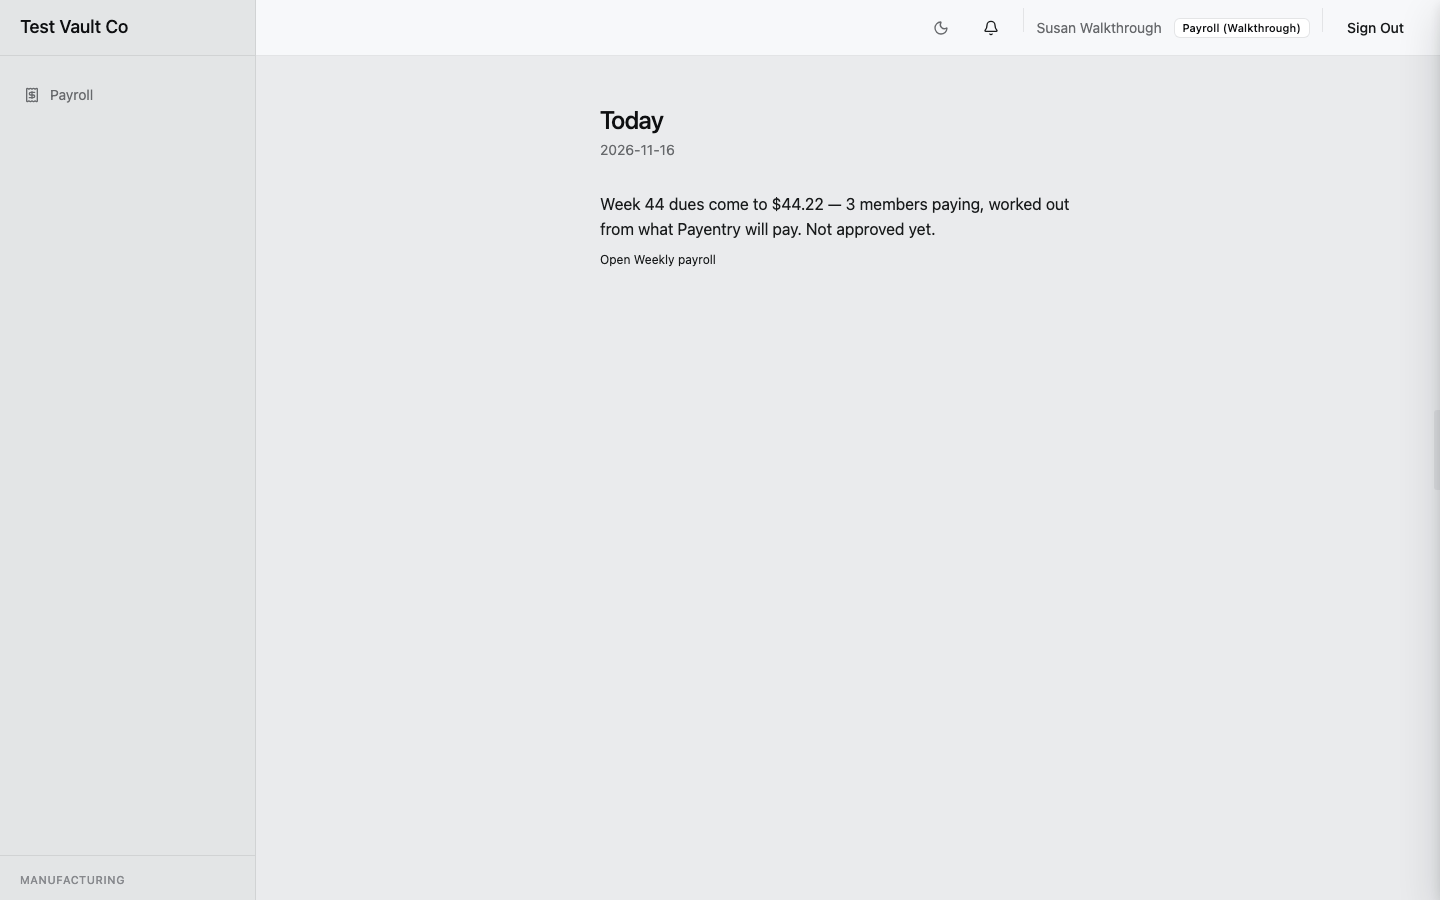 Test Vault Co
Susan Walkthrough
Payroll (Walkthrough)
Sign Out
Payroll
Today
2026-11-16
Week 44 dues come to $44.22 — 3 members paying, worked out
from what Payentry will pay. Not approved yet.
Open Weekly payroll
MANUFACTURING